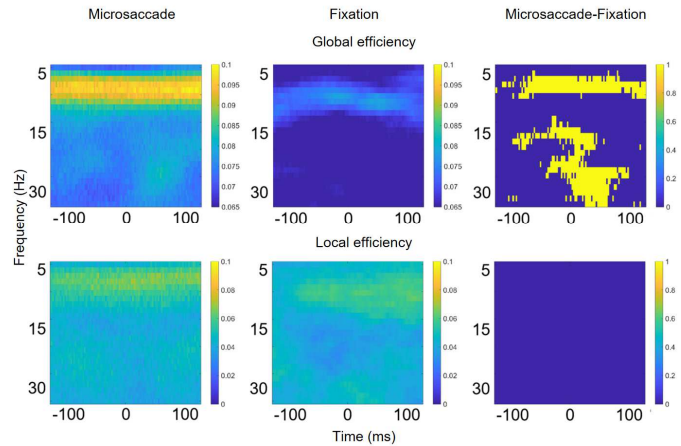 Microsaccade Fixation Microsaccade-Fixation
Global efficiency
5 0.1 5 0.1 5 1
0.095 0.095
0.09 0.09 0.8
15 0.085 15 0.085 15 0.6
0.08 0.08
0.075 0.075 0.4
30 0.07 30 0.07 30 0.2
0.065 0.065 0
-100 0 100 -100 0 100 -100 0 100
Frequency (Hz)
Local efficiency
5 0.1 5 0.1 5 1
0.08 0.08 0.8
15 0.06 15 0.06 15 0.6
0.04 0.04 0.4
30 0.02 30 0.02 30 0.2
0 0 0
-100 0 100 -100 0 100 -100 0 100
Time (ms)